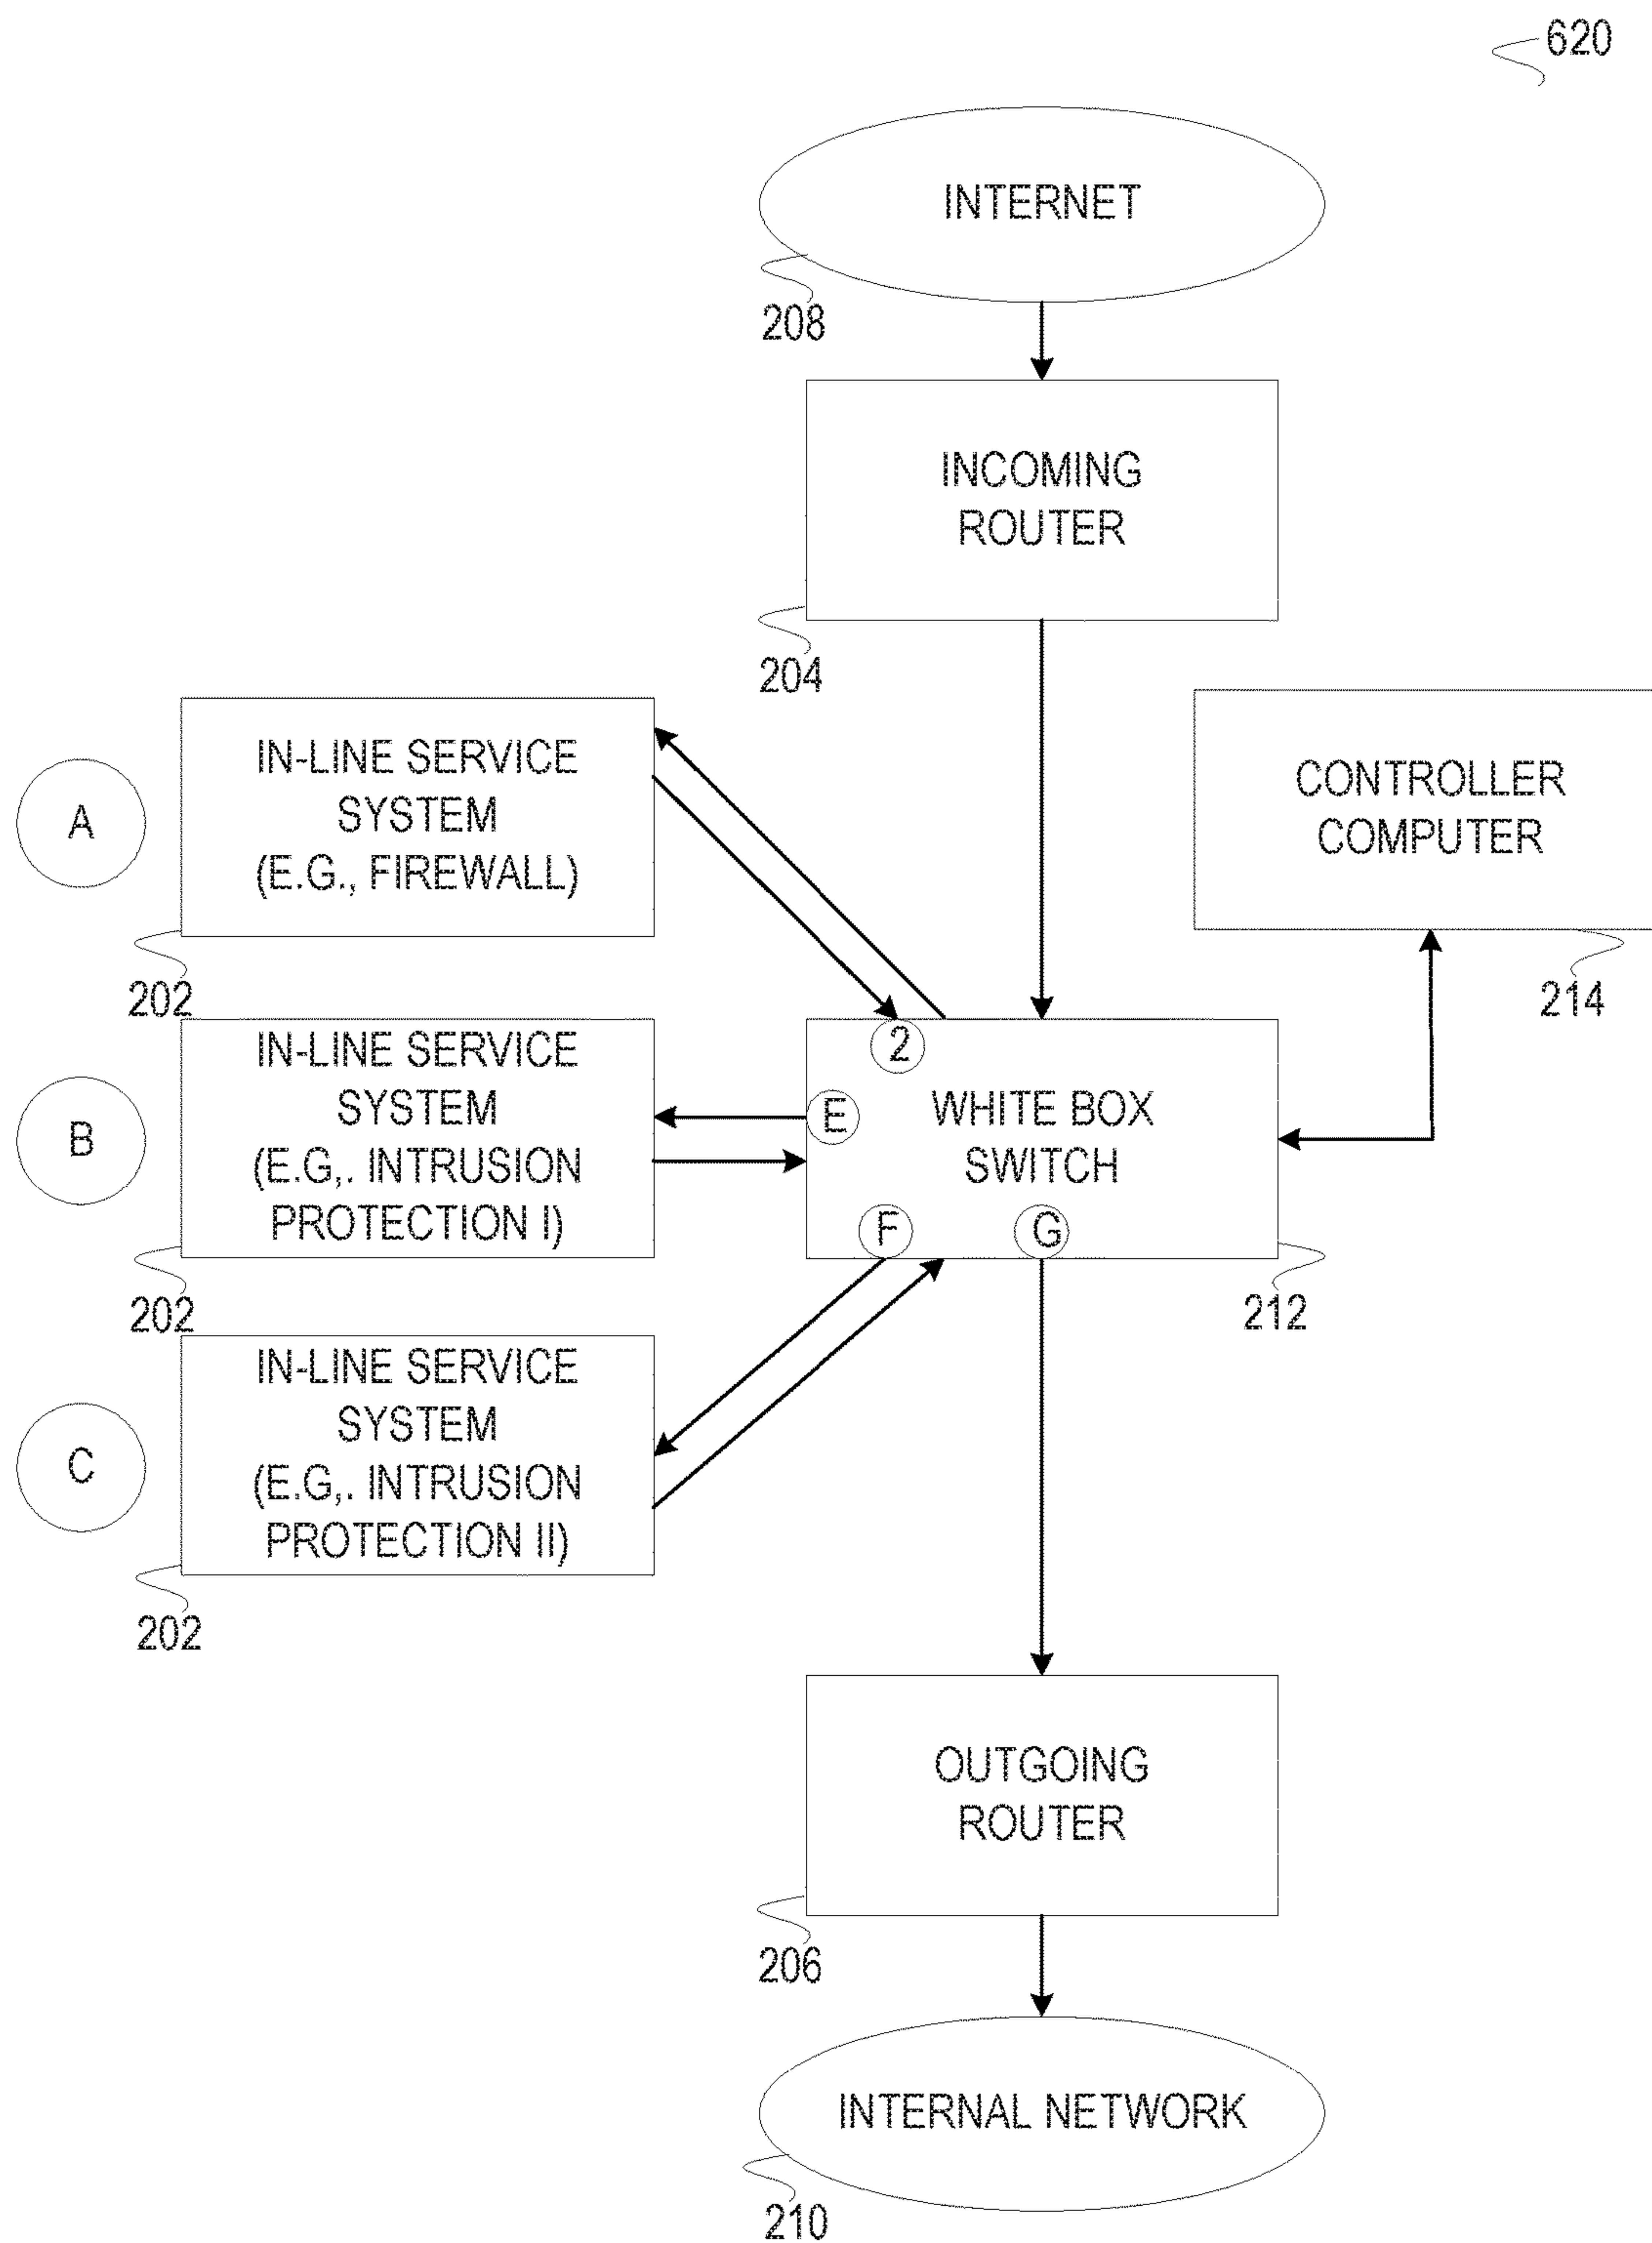 620
INTERNET
208
INCOMING
ROUTER
204
A
IN-LINE SERVICE
SYSTEM
(E.G., FIREWALL)
202
CONTROLLER
COMPUTER
214
B
IN-LINE SERVICE
SYSTEM
(E.G,. INTRUSION
PROTECTION I)
202
2
E
WHITE BOX
SWITCH
F
G
212
C
IN-LINE SERVICE
SYSTEM
(E.G,. INTRUSION
PROTECTION II)
202
OUTGOING
ROUTER
206
INTERNAL NETWORK
210